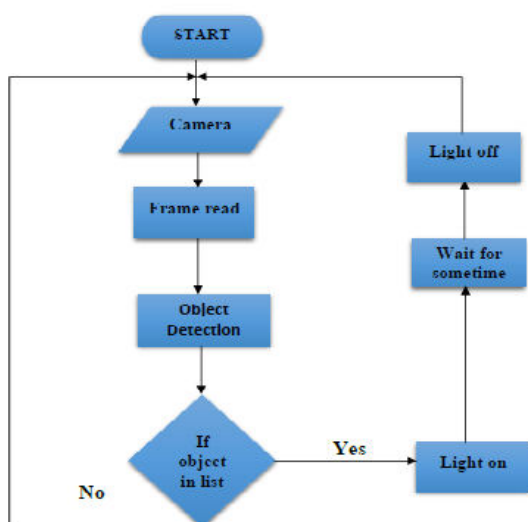 START
Camera
Frame read
Object
Detection
If
object
in list
Yes
No
Light on
Wait for
sometime
Light off